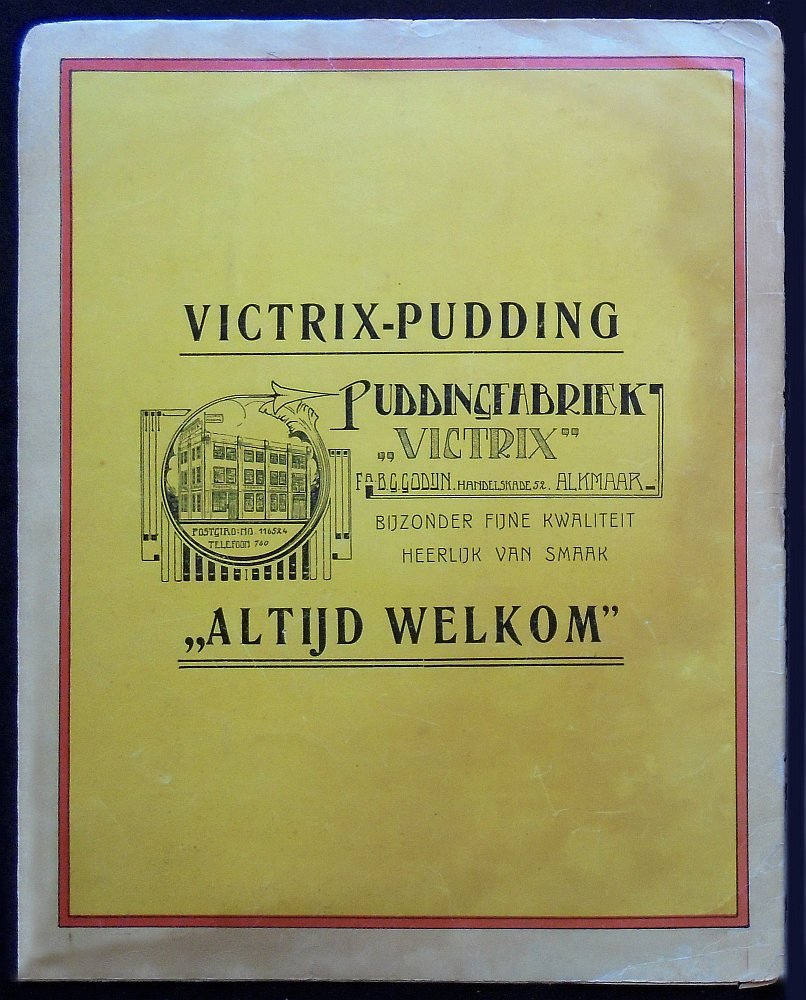 VICTRIX-PUDDING
PUDDINGFABRIEK
„VICTRIX”
FA. B.G. GODIJN. HANDELSKADE 52. ALKMAAR.
POSTGIRO: NO. 116524
TELEFOON 760
BIJZONDER FIJNE KWALITEIT
HEERLIJK VAN SMAAK
„ALTIJD WELKOM”